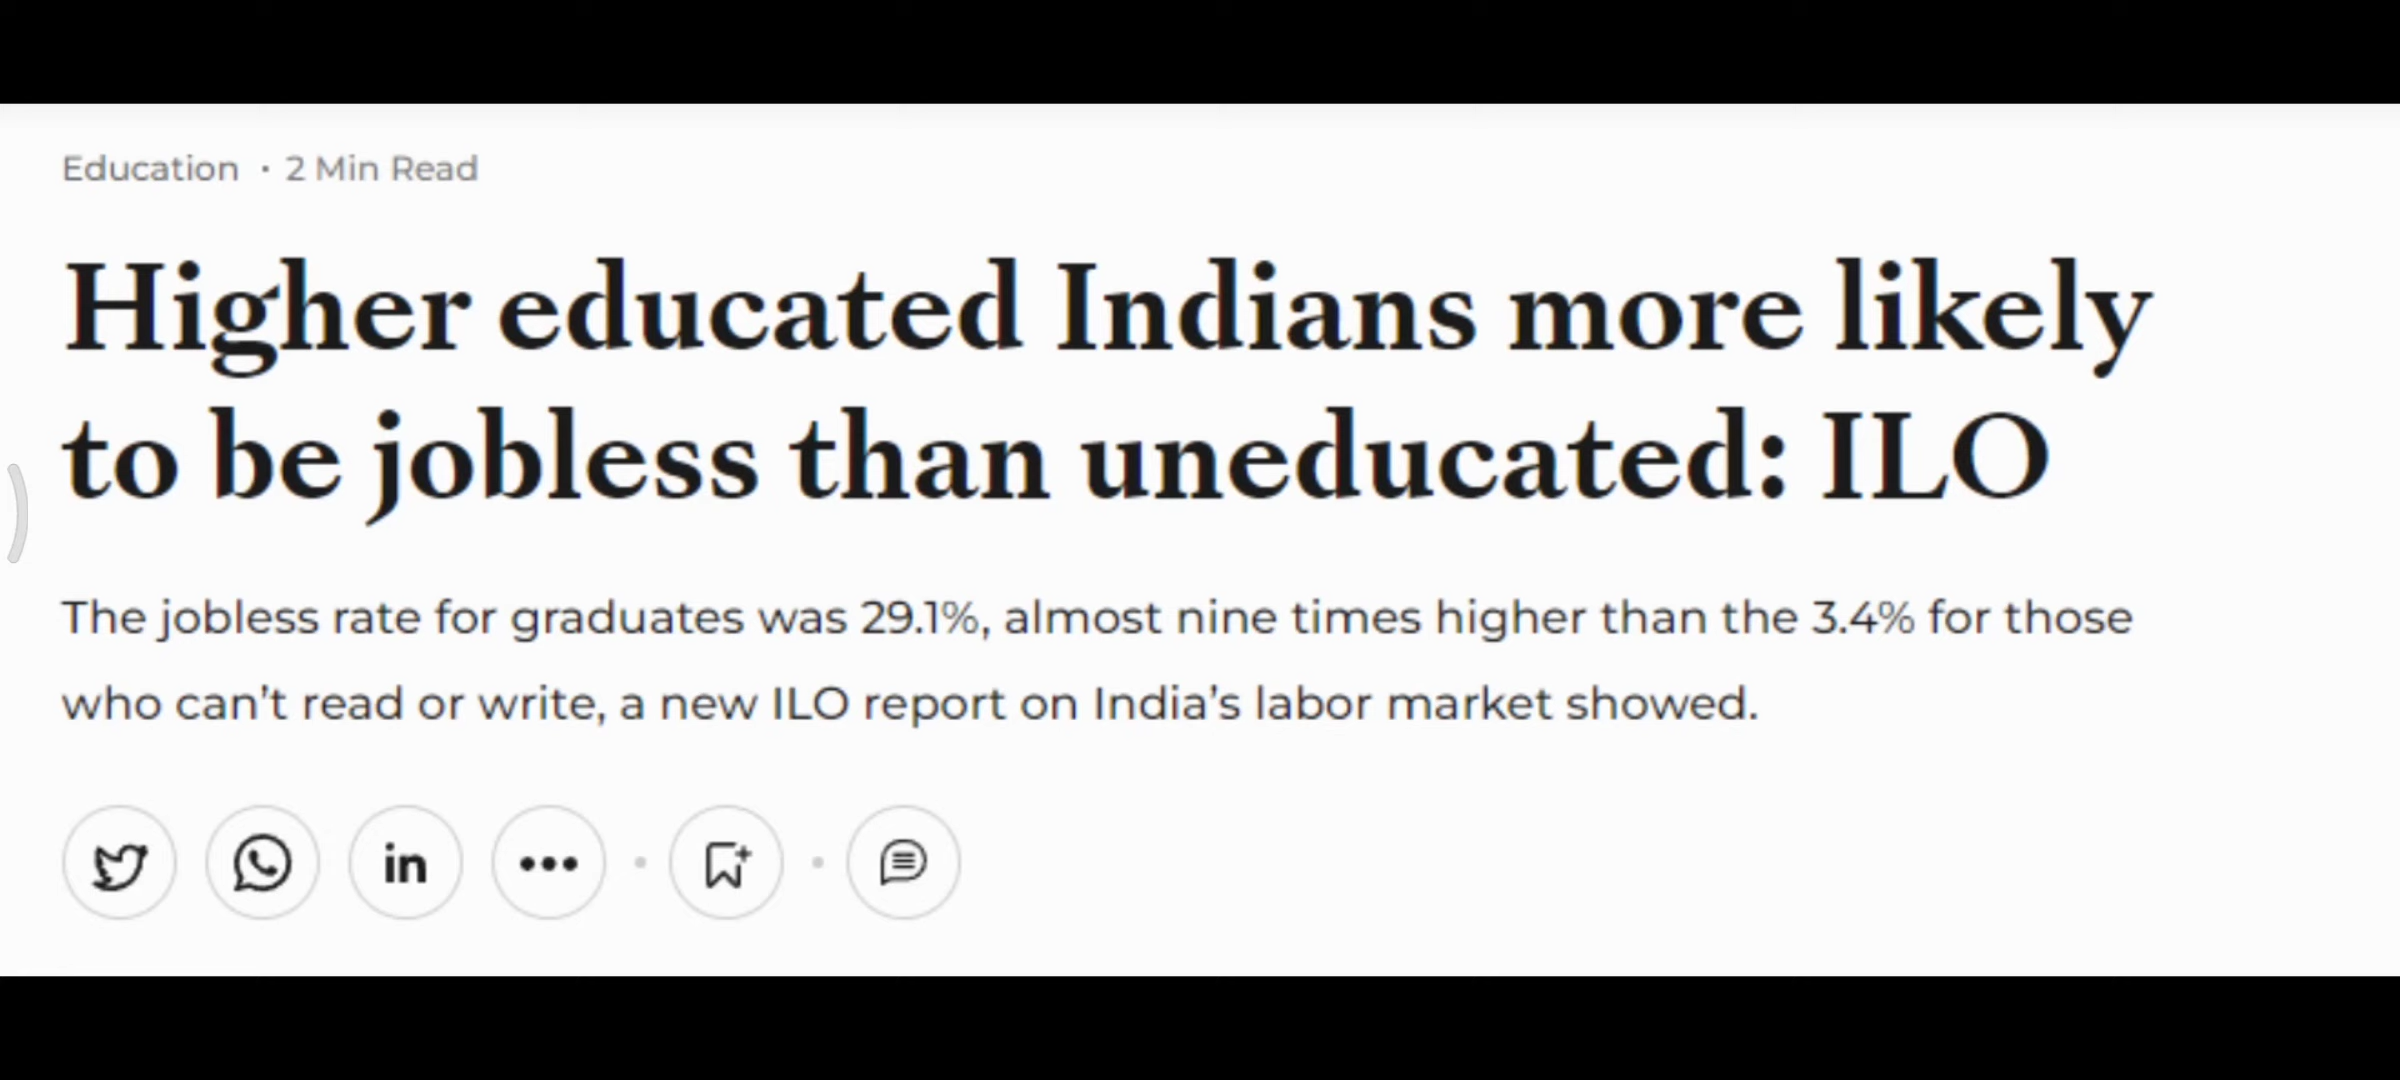 Education · 2 Min Read
Higher educated Indians more likely
to be jobless than uneducated: ILO
The jobless rate for graduates was 29.1%, almost nine times higher than the 3.4% for those
who can’t read or write, a new ILO report on India’s labor market showed.
in